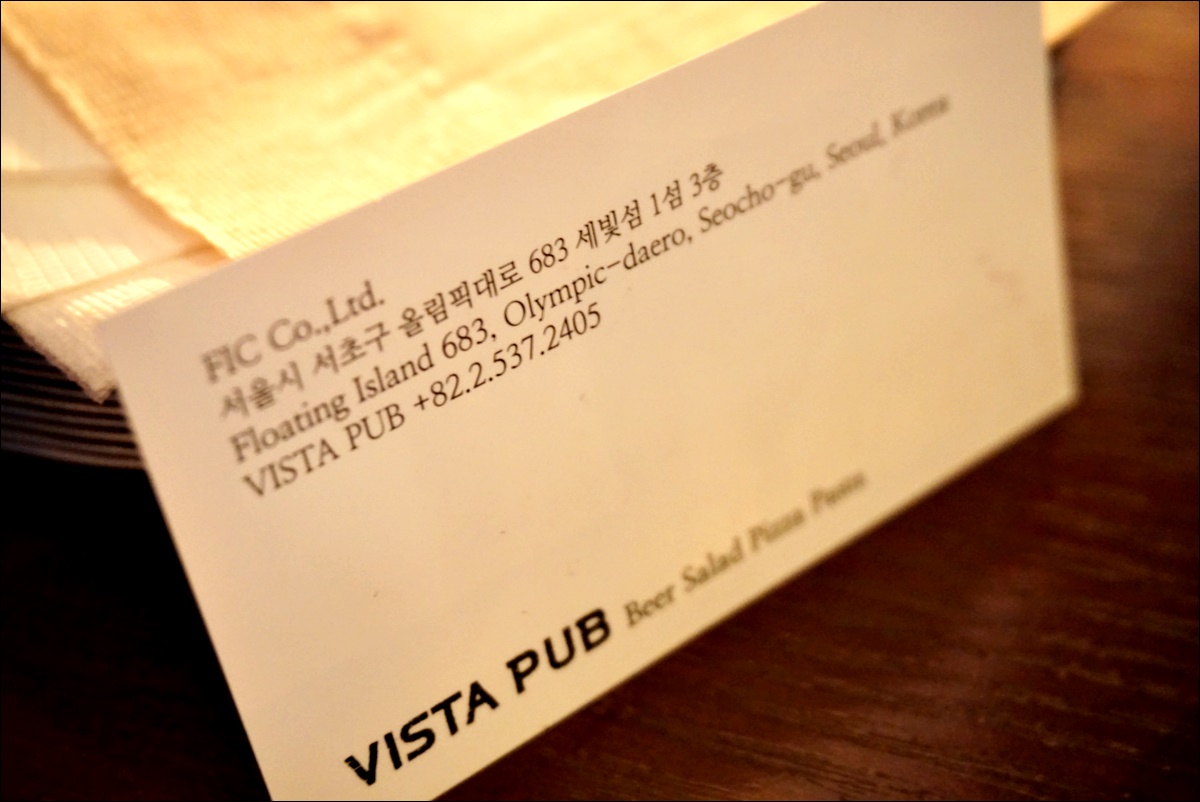 FIC Co.,Ltd.
서울시 서초구 올림픽대로 683 세빛섬 1섬 3층
Floating Island 683, Olympic-daero, Seocho-gu, Seoul, Korea
VISTA PUB +82.2.537.2405
VISTA PUB Beer Salad Pizza Pasta